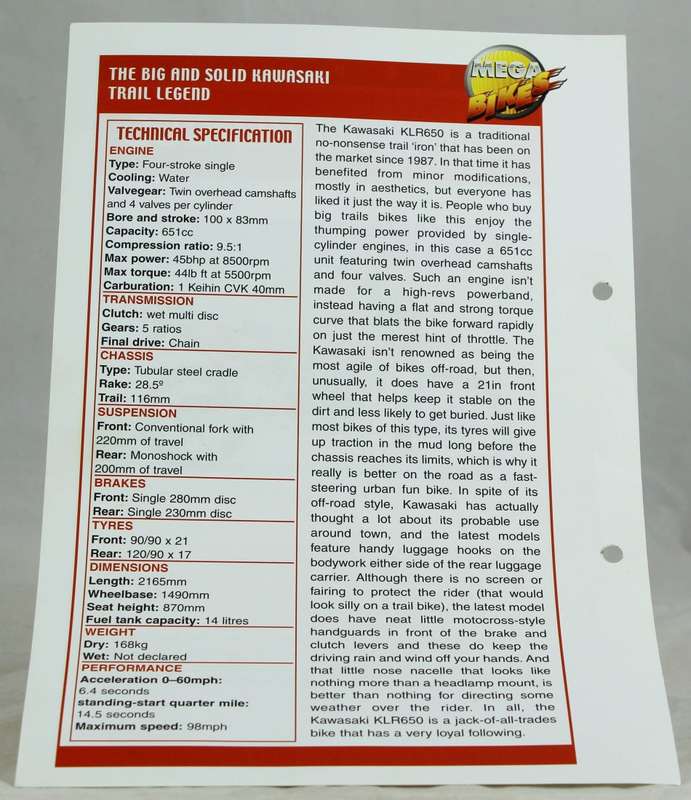 THE BIG AND SOLID KAWASAKI
TRAIL LEGEND
MEGA
BIKES
TECHNICAL SPECIFICATION
ENGINE
Type: Four-stroke single
Cooling: Water
Valvegear: Twin overhead camshafts
and 4 valves per cylinder
Bore and stroke: 100 x 83mm
Capacity: 651cc
Compression ratio: 9.5:1
Max power: 45bhp at 8500rpm
Max torque: 44lb ft at 5500rpm
Carburation: 1 Keihin CVK 40mm
TRANSMISSION
Clutch: wet multi disc
Gears: 5 ratios
Final drive: Chain
CHASSIS
Type: Tubular steel cradle
Rake: 28.5º
Trail: 116mm
SUSPENSION
Front: Conventional fork with
220mm of travel
Rear: Monoshock with
200mm of travel
BRAKES
Front: Single 280mm disc
Rear: Single 230mm disc
TYRES
Front: 90/90 x 21
Rear: 120/90 x 17
DIMENSIONS
Length: 2165mm
Wheelbase: 1490mm
Seat height: 870mm
Fuel tank capacity: 14 litres
WEIGHT
Dry: 168kg
Wet: Not declared
PERFORMANCE
Acceleration 0–60mph:
6.4 seconds
standing-start quarter mile:
14.5 seconds
Maximum speed: 98mph
The Kawasaki KLR650 is a traditional
no-nonsense trail ‘iron’ that has been on
the market since 1987. In that time it has
benefited from minor modifications,
mostly in aesthetics, but everyone has
liked it just the way it is. People who buy
big trails bikes like this enjoy the
thumping power provided by single-
cylinder engines, in this case a 651cc
unit featuring twin overhead camshafts
and four valves. Such an engine isn’t
made for a high-revs powerband,
instead having a flat and strong torque
curve that blats the bike forward rapidly
on just the merest hint of throttle. The
Kawasaki isn’t renowned as being the
most agile of bikes off-road, but then,
unusually, it does have a 21in front
wheel that helps keep it stable on the
dirt and less likely to get buried. Just like
most bikes of this type, its tyres will give
up traction in the mud long before the
chassis reaches its limits, which is why it
really is better on the road as a fast-
steering urban fun bike. In spite of its
off-road style, Kawasaki has actually
thought a lot about its probable use
around town, and the latest models
feature handy luggage hooks on the
bodywork either side of the rear luggage
carrier. Although there is no screen or
fairing to protect the rider (that would
look silly on a trail bike), the latest model
does have neat little motocross-style
handguards in front of the brake and
clutch levers and these do keep the
driving rain and wind off your hands. And
that little nose nacelle that looks like
nothing more than a headlamp mount, is
better than nothing for directing some
weather over the rider. In all, the
Kawasaki KLR650 is a jack-of-all-trades
bike that has a very loyal following.